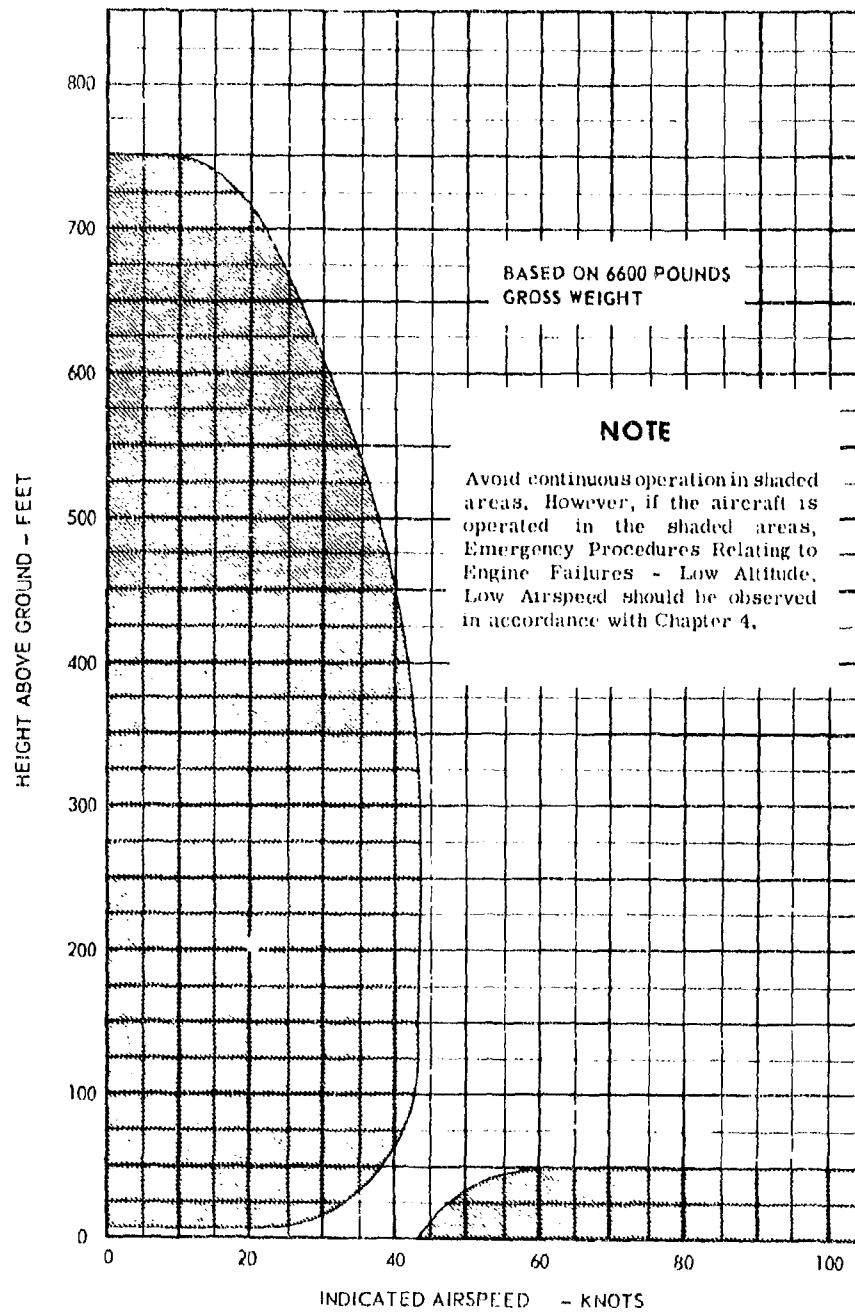 800
700
600
500
400
300
200
100
0
HEIGHT ABOVE GROUND - FEET
BASED ON 6600 POUNDS
GROSS WEIGHT
NOTE
Avoid continuous operation in shaded
areas. However, if the aircraft is
operated in the shaded areas,
Emergency Procedures Relating to
Engine Failures - Low Altitude,
Low Airspeed should be observed
in accordance with Chapter 4.
0 20 40 60 80 100
INDICATED AIRSPEED - KNOTS